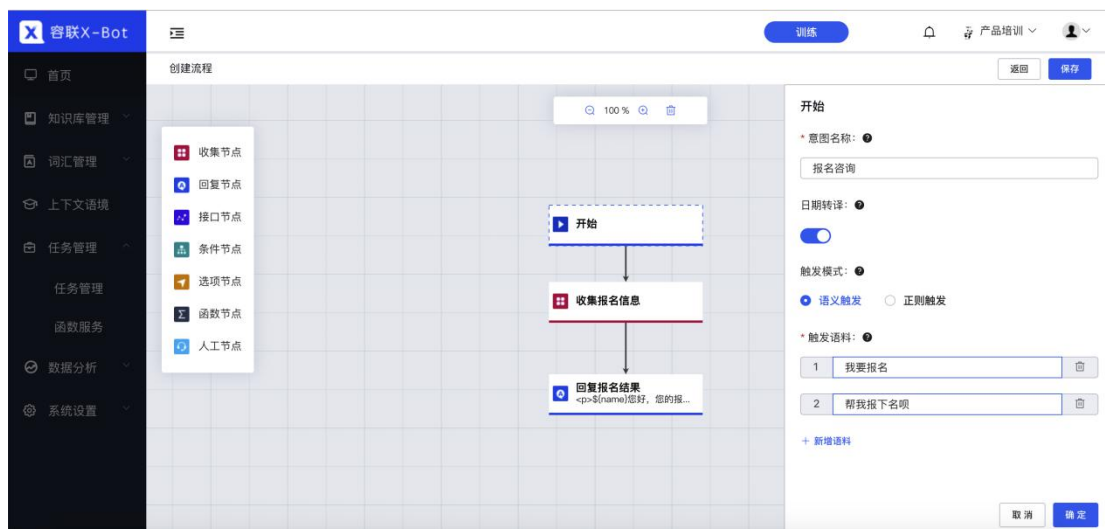 容联X-Bot
训练
产品培训
创建流程
返回
保存
首页
知识库管理
词汇管理
上下文语境
任务管理
任务管理
函数服务
数据分析
系统设置
收集节点
回复节点
接口节点
条件节点
选项节点
函数节点
人工节点
100 %
开始
收集报名信息
回复报名结果
<p>${name}您好，您的报...
开始
* 意图名称：
报名咨询
日期转译：
触发模式：
语义触发
正则触发
* 触发语料：
1 我要报名
2 帮我报下名呗
+ 新增语料
取 消
确 定